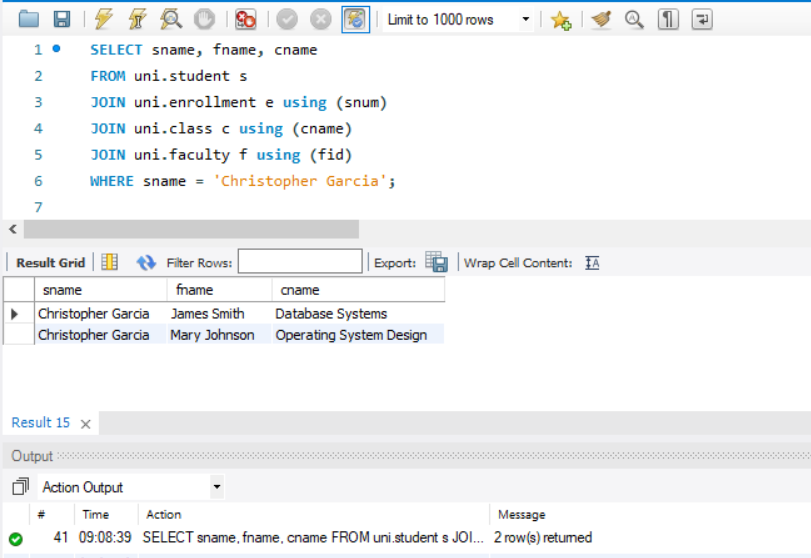 Limit to 1000 rows
1 SELECT sname, fname, cname
2 FROM uni.student s
3 JOIN uni.enrollment e using (snum)
4 JOIN uni.class c using (cname)
5 JOIN uni.faculty f using (fid)
6 WHERE sname = 'Christopher Garcia';
7
Result Grid Filter Rows: Export: Wrap Cell Content: IA
sname fname cname
Christopher Garcia James Smith Database Systems
Christopher Garcia Mary Johnson Operating System Design
Result 15 ×
Output
Action Output
# Time Action Message
41 09:08:39 SELECT sname, fname, cname FROM uni.student s JOI... 2 row(s) returned